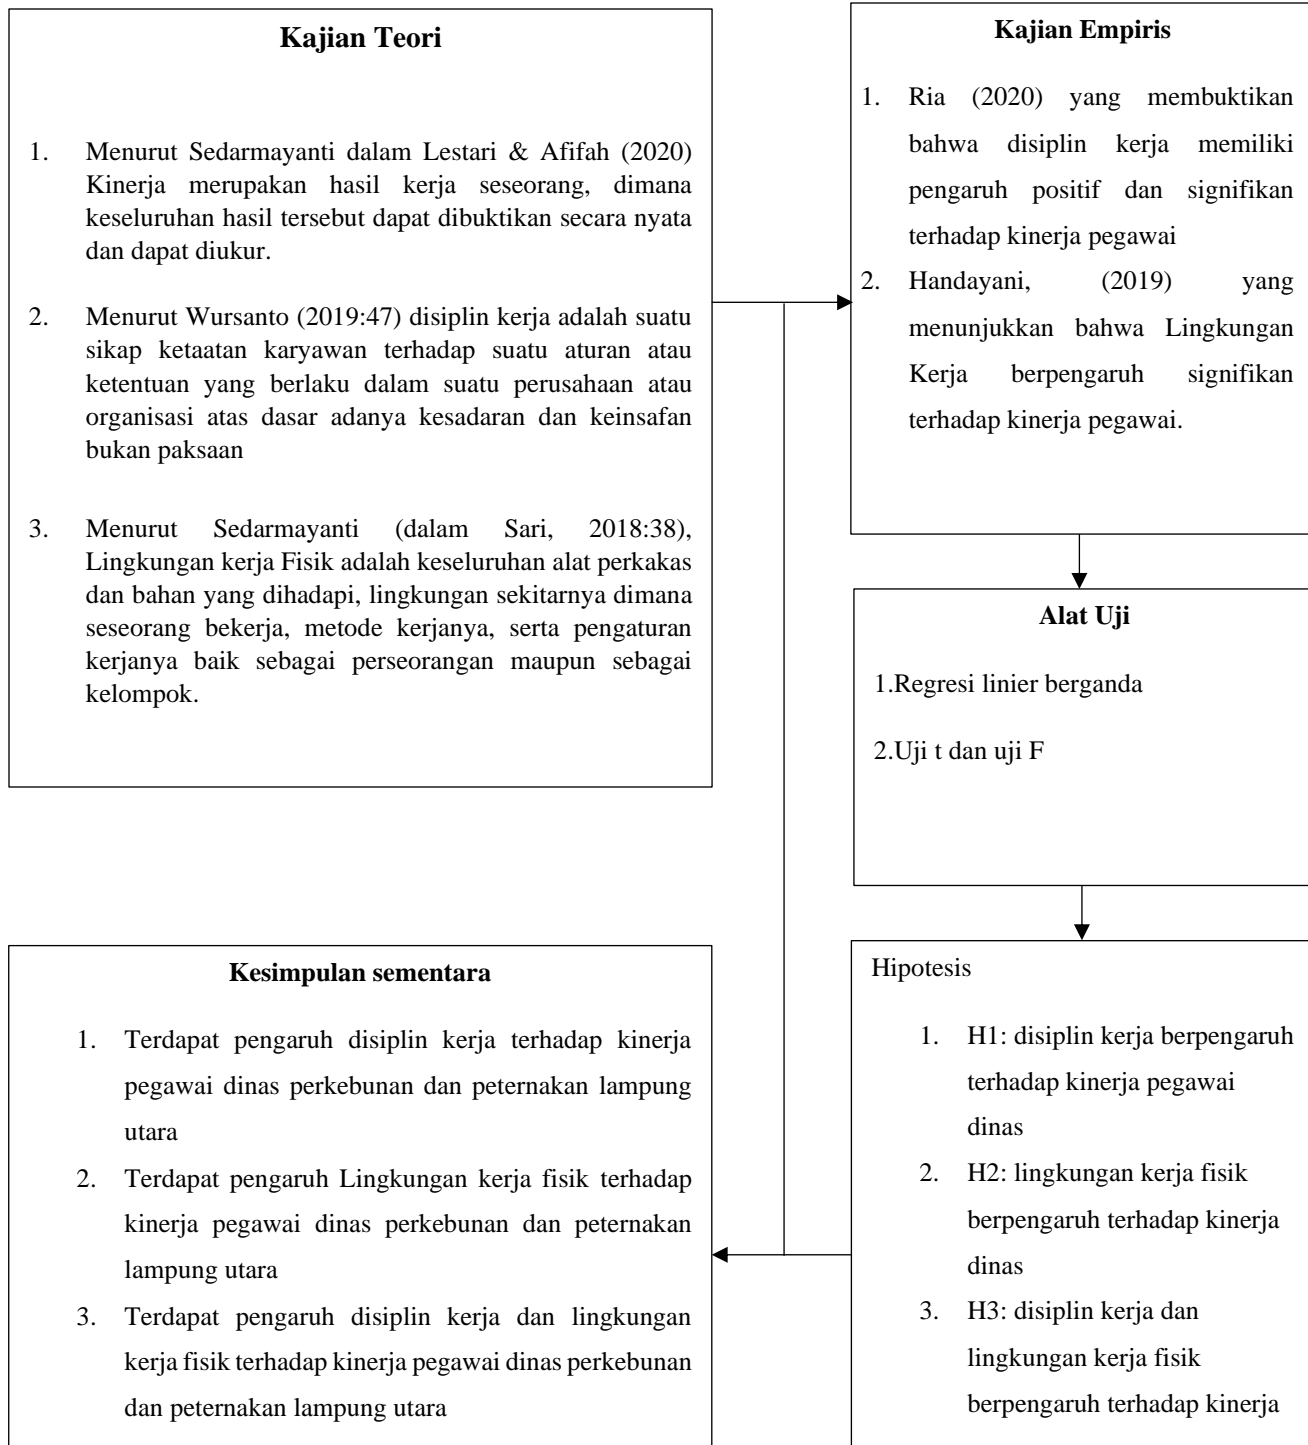 Kajian Teori
1. Menurut Sedarmayanti dalam Lestari & Afifah (2020)
Kinerja merupakan hasil kerja seseorang, dimana
keseluruhan hasil tersebut dapat dibuktikan secara nyata
dan dapat diukur.
2. Menurut Wursanto (2019:47) disiplin kerja adalah suatu
sikap ketaatan karyawan terhadap suatu aturan atau
ketentuan yang berlaku dalam suatu perusahaan atau
organisasi atas dasar adanya kesadaran dan keinsafan
bukan paksaan
3. Menurut Sedarmayanti (dalam Sari, 2018:38),
Lingkungan kerja Fisik adalah keseluruhan alat perkakas
dan bahan yang dihadapi, lingkungan sekitarnya dimana
seseorang bekerja, metode kerjanya, serta pengaturan
kerjanya baik sebagai perseorangan maupun sebagai
kelompok.
Kajian Empiris
1. Ria (2020) yang membuktikan
bahwa disiplin kerja memiliki
pengaruh positif dan signifikan
terhadap kinerja pegawai
2. Handayani, (2019) yang
menunjukkan bahwa Lingkungan
Kerja berpengaruh signifikan
terhadap kinerja pegawai.
Alat Uji
1.Regresi linier berganda
2.Uji t dan uji F
Hipotesis
1. H1: disiplin kerja berpengaruh
terhadap kinerja pegawai
dinas
2. H2: lingkungan kerja fisik
berpengaruh terhadap kinerja
dinas
3. H3: disiplin kerja dan
lingkungan kerja fisik
berpengaruh terhadap kinerja
Kesimpulan sementara
1. Terdapat pengaruh disiplin kerja terhadap kinerja
pegawai dinas perkebunan dan peternakan lampung
utara
2. Terdapat pengaruh Lingkungan kerja fisik terhadap
kinerja pegawai dinas perkebunan dan peternakan
lampung utara
3. Terdapat pengaruh disiplin kerja dan lingkungan
kerja fisik terhadap kinerja pegawai dinas perkebunan
dan peternakan lampung utara